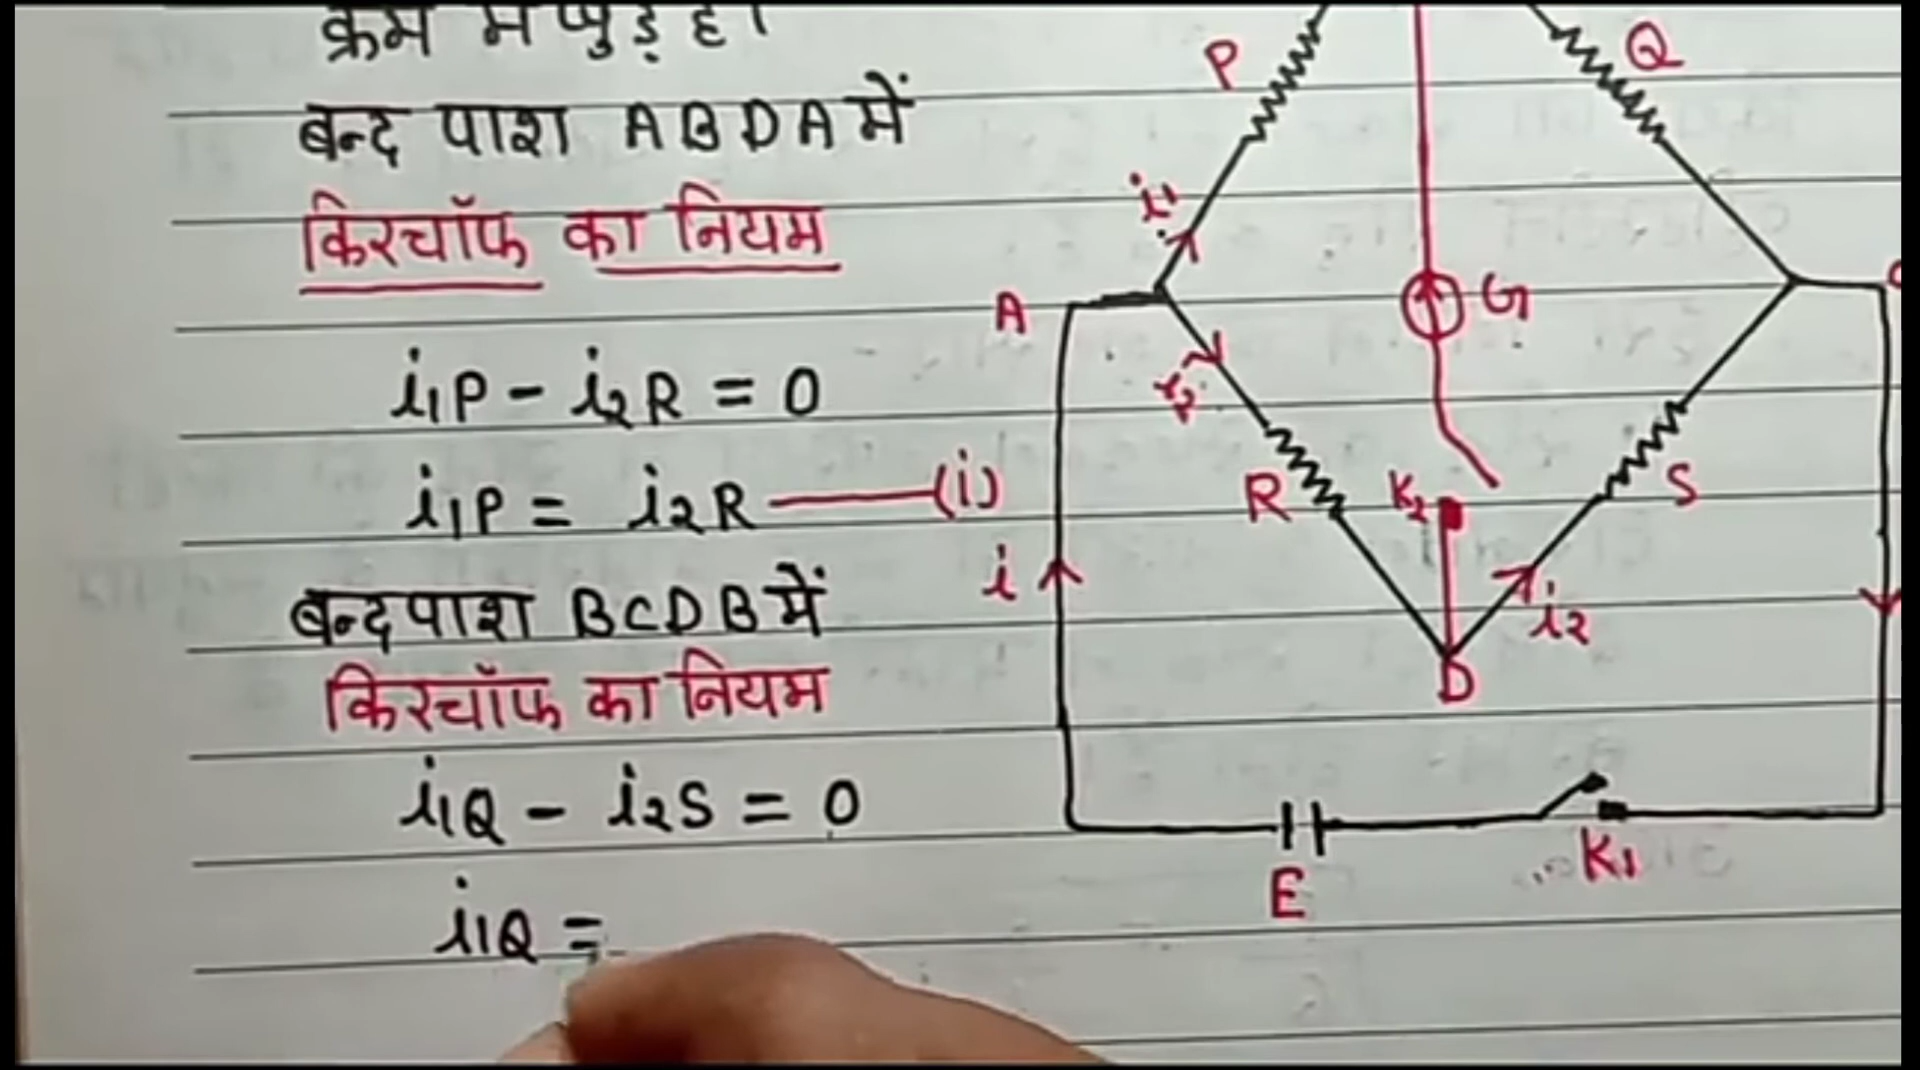 क्रम में जुड़े है।
बन्द पाश ABDA में
किरचॉफ का नियम
i₁P - i₂R = 0
i₁P = i₂R —— (i)
बन्द पाश BCDB में
किरचॉफ का नियम
i₁Q - i₂S = 0
i₁Q =
P
Q
i₁
A
G
i₂
R
K₂
S
i
i₂
D
E
K₁